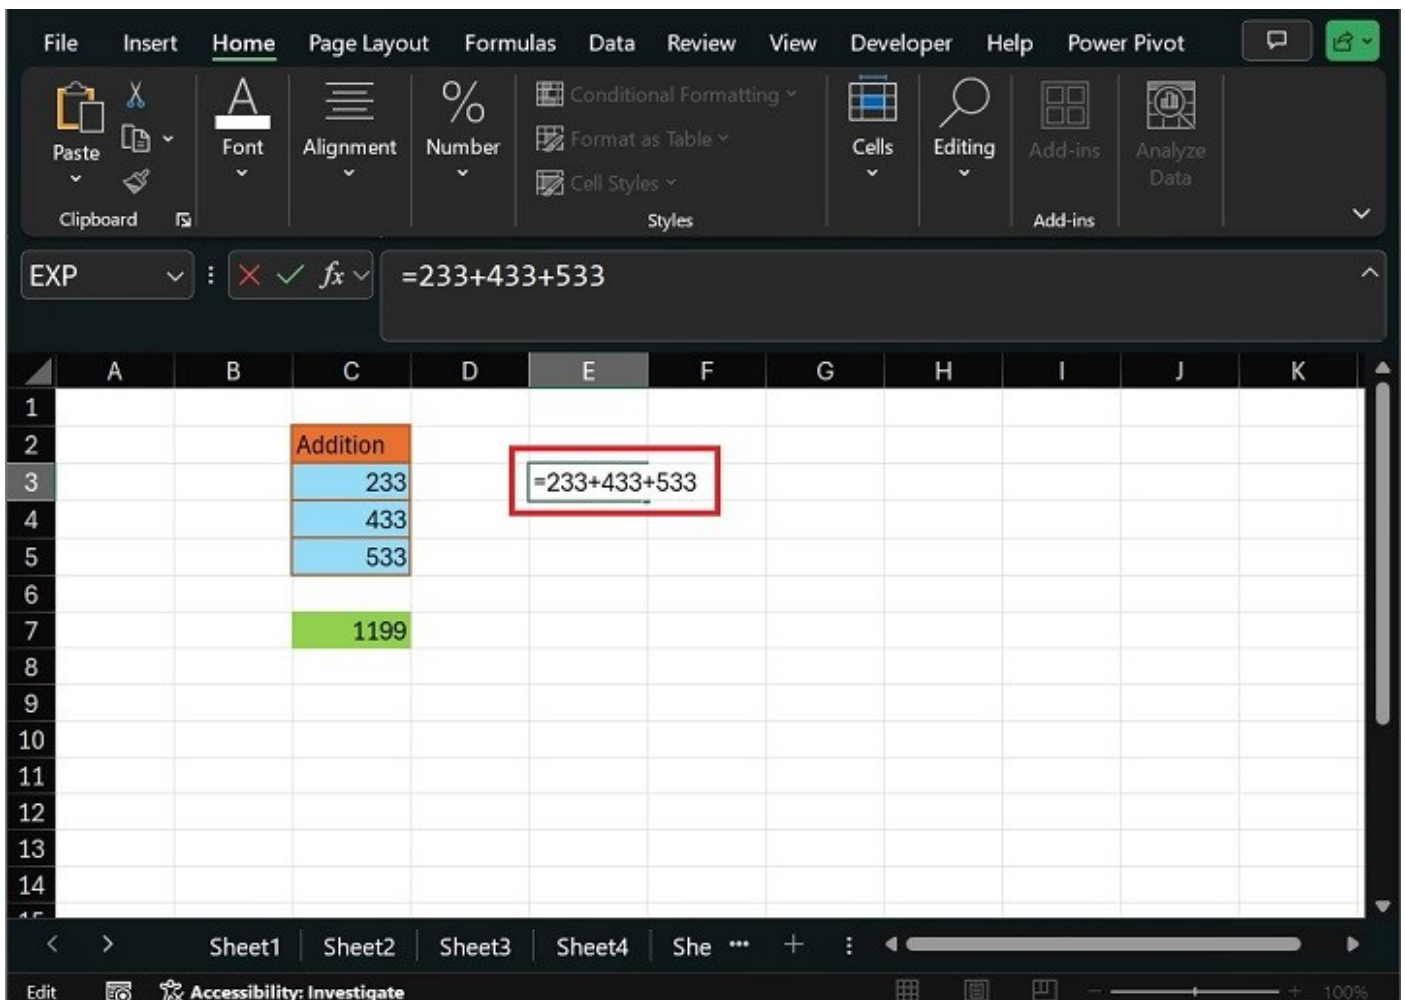 File Insert Home Page Layout Formulas Data Review View Developer Help Power Pivot
Paste Font Alignment Number Conditional Formatting Format as Table Cell Styles Cells Editing Add-ins Analyze Data
Clipboard Styles Add-ins
EXP fx =233+433+533
A B C D E F G H I J K
1
2 Addition
3 233 =233+433+533
4 433
5 533
6
7 1199
8
9
10
11
12
13
14
15
Sheet1 Sheet2 Sheet3 Sheet4 She ···
Edit Accessibility: Investigate 100%